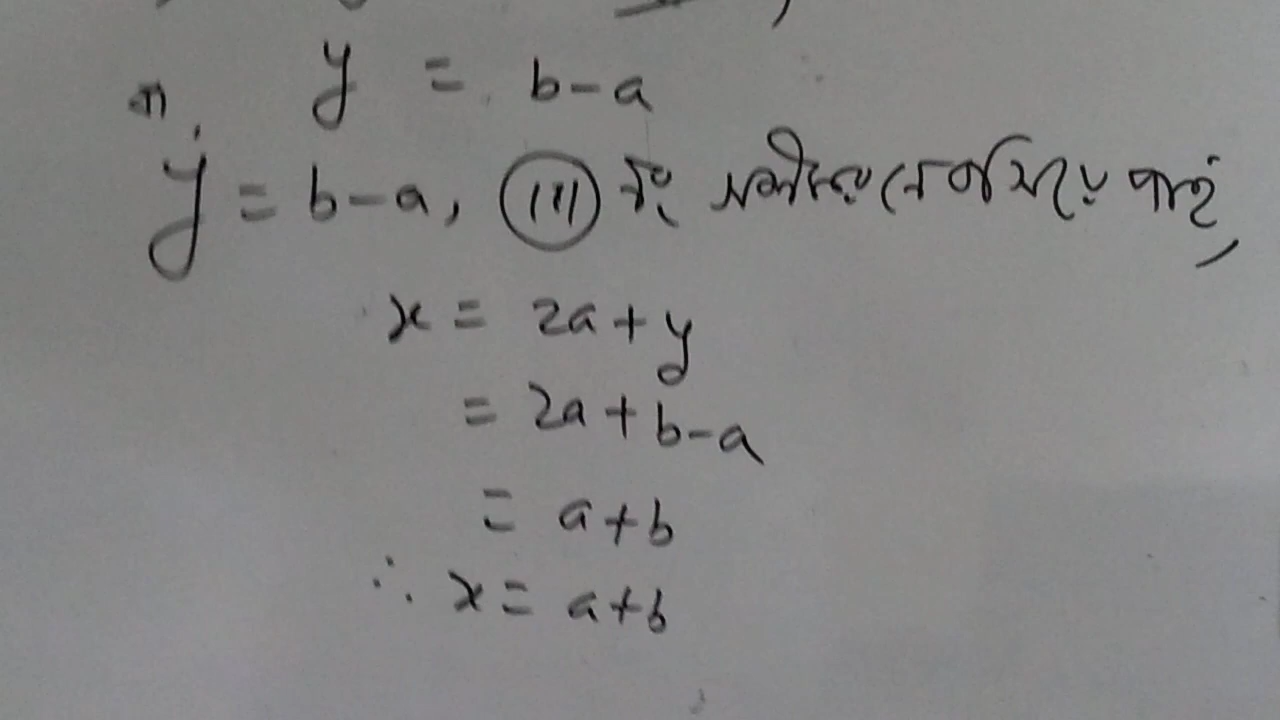 বা, y = b-a
y = b-a, (iii) নং সমীকরণে বসিয়ে পাই,
x = 2a+y
= 2a+b-a
= a+b
∴ x = a+b